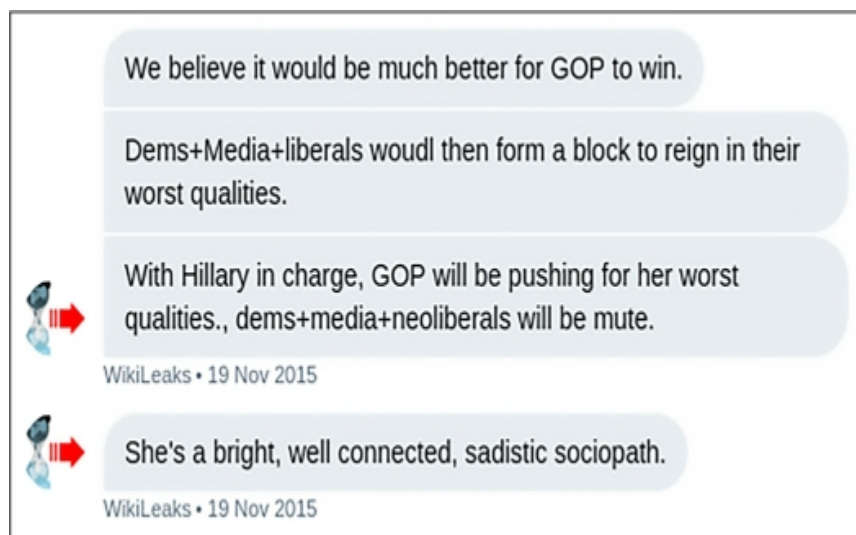 We believe it would be much better for GOP to win.
Dems+Media+liberals woudl then form a block to reign in their
worst qualities.
With Hillary in charge, GOP will be pushing for her worst
qualities., dems+media+neoliberals will be mute.
WikiLeaks • 19 Nov 2015
She's a bright, well connected, sadistic sociopath.
WikiLeaks • 19 Nov 2015